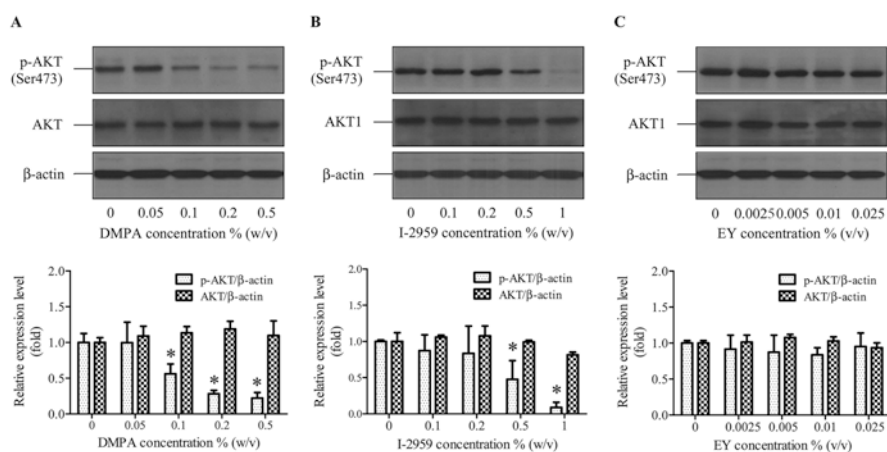 A
p-AKT
(Ser473)
AKT
β-actin
0 0.05 0.1 0.2 0.5
DMPA concentration % (w/v)
2.0
1.5
1.0
0.5
0.0
Relative expression level
(fold)
p-AKT/β-actin
AKT/β-actin
* * *
0 0.05 0.1 0.2 0.5
DMPA concentration % (w/v)
B
p-AKT
(Ser473)
AKT1
β-actin
0 0.1 0.2 0.5 1
I-2959 concentration % (w/v)
2.0
1.5
1.0
0.5
0.0
Relative expression level
(fold)
p-AKT/β-actin
AKT/β-actin
* *
0 0.1 0.2 0.5 1
I-2959 concentration % (w/v)
C
p-AKT
(Ser473)
AKT1
β-actin
0 0.0025 0.005 0.01 0.025
EY concentration % (v/v)
2.0
1.5
1.0
0.5
0.0
Relative expression level
(fold)
p-AKT/β-actin
AKT/β-actin
0 0.0025 0.005 0.01 0.025
EY concentration % (v/v)